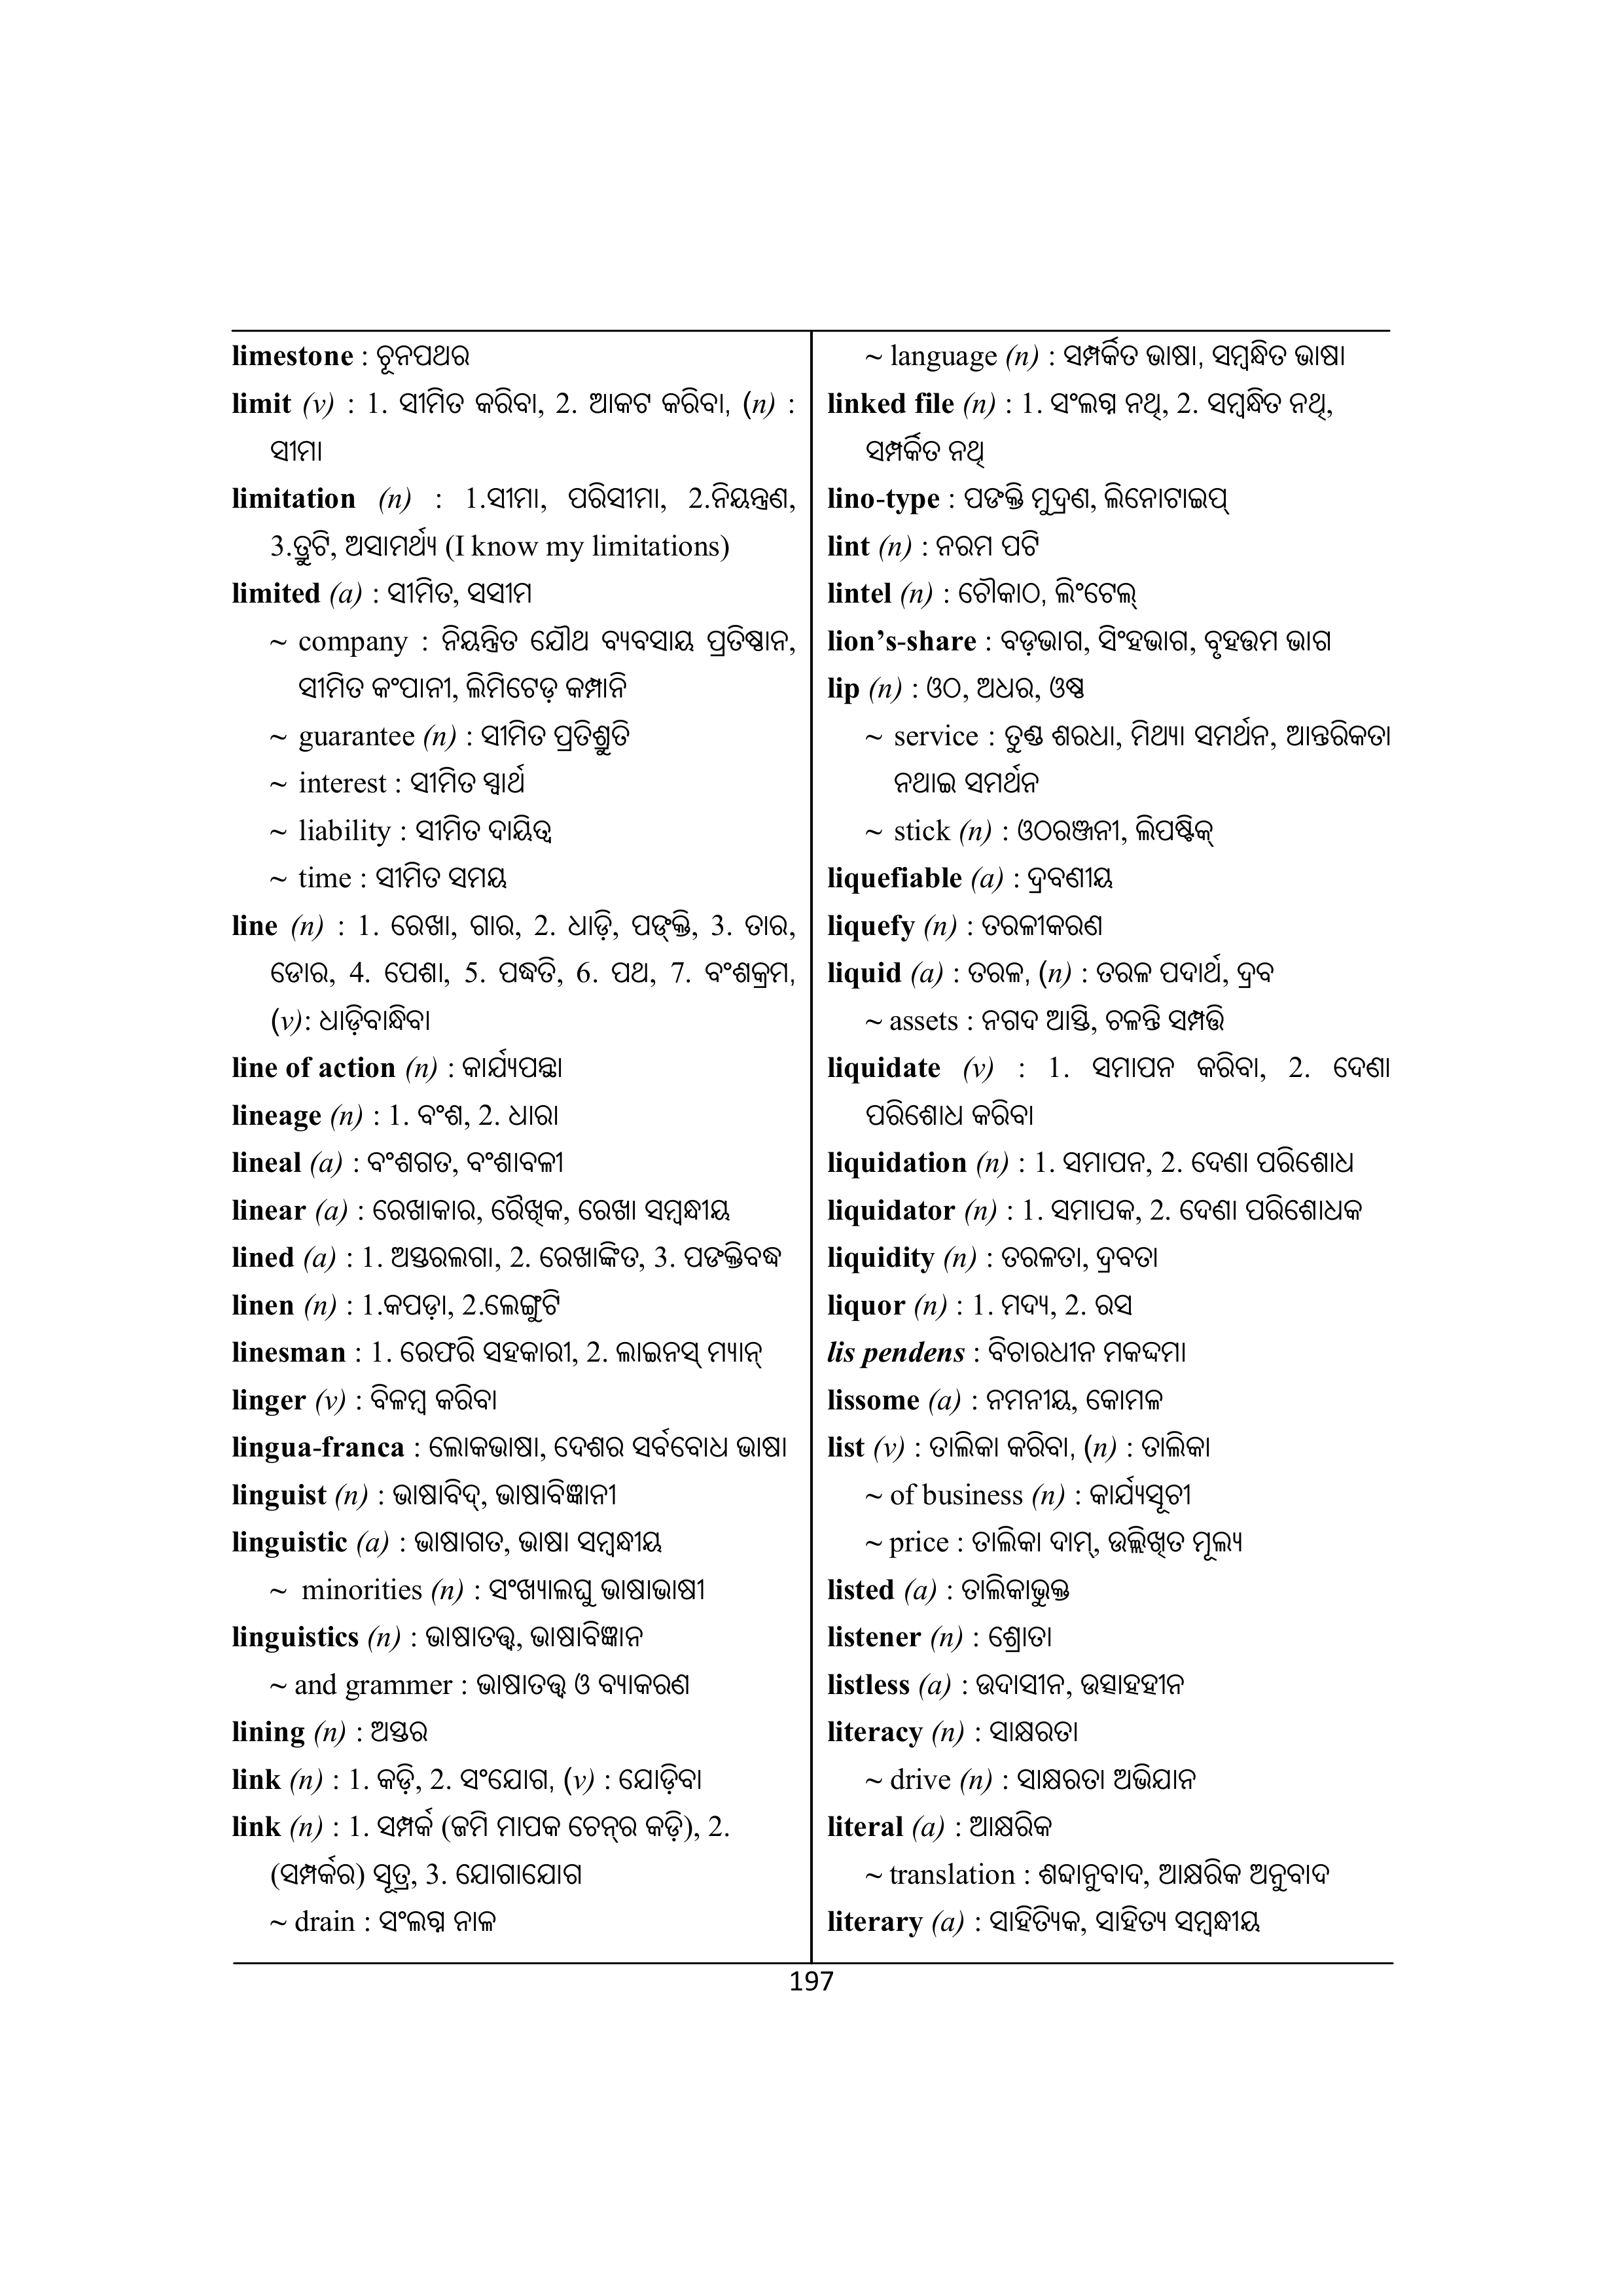 limestone : ଚୂନପଥର
limit (v) : 1. ସୀମିତ କରିବା, 2. ଆକଟ କରିବା, (n) :
ସୀମା
limitation (n) : 1.ସୀମା, ପରିସୀମା, 2.ନିୟନ୍ତ୍ରଣ,
3.ତ୍ରୁଟି, ଅସାମର୍ଥ୍ୟ (I know my limitations)
limited (a) : ସୀମିତ, ସସୀମ
~ company : ନିୟନ୍ତ୍ରିତ ଯୌଥ ବ୍ୟବସାୟ ପ୍ରତିଷ୍ଠାନ,
ସୀମିତ କଂପାନୀ, ଲିମିଟେଡ଼ କମ୍ପାନି
~ guarantee (n) : ସୀମିତ ପ୍ରତିଶ୍ରୁତି
~ interest : ସୀମିତ ସ୍ୱାର୍ଥ
~ liability : ସୀମିତ ଦାୟିତ୍ୱ
~ time : ସୀମିତ ସମୟ
line (n) : 1. ରେଖା, ଗାର, 2. ଧାଡ଼ି, ପଙ୍‌କ୍ତି, 3. ତାର,
ଡୋର, 4. ପେଶା, 5. ପଦ୍ଧତି, 6. ପଥ, 7. ବଂଶକ୍ରମ,
(v): ଧାଡ଼ିବାନ୍ଧିବା
line of action (n) : କାର୍ଯ୍ୟପନ୍ଥା
lineage (n) : 1. ବଂଶ, 2. ଧାରା
lineal (a) : ବଂଶଗତ, ବଂଶାବଳୀ
linear (a) : ରେଖାକାର, ରୈଖିକ, ରେଖା ସମ୍ବନ୍ଧୀୟ
lined (a) : 1. ଅସ୍ତରଲଗା, 2. ରେଖାଙ୍କିତ, 3. ପଙକ୍ତିବଦ୍ଧ
linen (n) : 1.କପଡ଼ା, 2.ଲେଙ୍ଗୁଟି
linesman : 1. ରେଫରି ସହକାରୀ, 2. ଲାଇନସ୍ ମ୍ୟାନ୍
linger (v) : ବିଳମ୍ବ କରିବା
lingua-franca : ଲୋକଭାଷା, ଦେଶର ସର୍ବବୋଧ ଭାଷା
linguist (n) : ଭାଷାବିଦ୍, ଭାଷାବିଜ୍ଞାନୀ
linguistic (a) : ଭାଷାଗତ, ଭାଷା ସମ୍ବନ୍ଧୀୟ
~ minorities (n) : ସଂଖ୍ୟାଲଘୁ ଭାଷାଭାଷୀ
linguistics (n) : ଭାଷାତତ୍ତ୍ୱ, ଭାଷାବିଜ୍ଞାନ
~ and grammer : ଭାଷାତତ୍ତ୍ୱ ଓ ବ୍ୟାକରଣ
lining (n) : ଅସ୍ତର
link (n) : 1. କଡ଼ି, 2. ସଂଯୋଗ, (v) : ଯୋଡ଼ିବା
link (n) : 1. ସମ୍ପର୍କ (ଜମି ମାପକ ଚେନ୍‌ର କଡ଼ି), 2.
(ସମ୍ପର୍କର) ସୂତ୍ର, 3. ଯୋଗାଯୋଗ
~ drain : ସଂଲଗ୍ନ ନାଳ
~ language (n) : ସମ୍ପର୍କିତ ଭାଷା, ସମ୍ବନ୍ଧିତ ଭାଷା
linked file (n) : 1. ସଂଲଗ୍ନ ନଥି, 2. ସମ୍ବନ୍ଧିତ ନଥି,
ସମ୍ପର୍କିତ ନଥି
lino-type : ପଙକ୍ତି ମୁଦ୍ରଣ, ଲିନୋଟାଇପ୍
lint (n) : ନରମ ପଟି
lintel (n) : ଚୌକାଠ, ଲିଂଟେଲ୍
lion’s-share : ବଡ଼ଭାଗ, ସିଂହଭାଗ, ବୃହତ୍ତମ ଭାଗ
lip (n) : ଓଠ, ଅଧର, ଓଷ୍ଠ
~ service : ତୁଣ୍ଡ ଶରଧା, ମିଥ୍ୟା ସମର୍ଥନ, ଆନ୍ତରିକତା
ନଥାଇ ସମର୍ଥନ
~ stick (n) : ଓଠରଞ୍ଜନୀ, ଲିପଷ୍ଟିକ୍
liquefiable (a) : ଦ୍ରବଣୀୟ
liquefy (n) : ତରଳୀକରଣ
liquid (a) : ତରଳ, (n) : ତରଳ ପଦାର୍ଥ, ଦ୍ରବ
~ assets : ନଗଦ ଆସ୍ତି, ଚଳନ୍ତି ସମ୍ପତ୍ତି
liquidate (v) : 1. ସମାପନ କରିବା, 2. ଦେଣା
ପରିଶୋଧ କରିବା
liquidation (n) : 1. ସମାପନ, 2. ଦେଣା ପରିଶୋଧ
liquidator (n) : 1. ସମାପକ, 2. ଦେଣା ପରିଶୋଧକ
liquidity (n) : ତରଳତା, ଦ୍ରବତା
liquor (n) : 1. ମଦ୍ୟ, 2. ରସ
lis pendens : ବିଚାରଧୀନ ମକଦ୍ଦମା
lissome (a) : ନମନୀୟ, କୋମଳ
list (v) : ତାଲିକା କରିବା, (n) : ତାଲିକା
~ of business (n) : କାର୍ଯ୍ୟସୂଚୀ
~ price : ତାଲିକା ଦାମ୍, ଉଲ୍ଲିଖିତ ମୂଲ୍ୟ
listed (a) : ତାଲିକାଭୁକ୍ତ
listener (n) : ଶ୍ରୋତା
listless (a) : ଉଦାସୀନ, ଉତ୍ସାହହୀନ
literacy (n) : ସାକ୍ଷରତା
~ drive (n) : ସାକ୍ଷରତା ଅଭିଯାନ
literal (a) : ଆକ୍ଷରିକ
~ translation : ଶବ୍ଦାନୁବାଦ, ଆକ୍ଷରିକ ଅନୁବାଦ
literary (a) : ସାହିତ୍ୟିକ, ସାହିତ୍ୟ ସମ୍ବନ୍ଧୀୟ
197